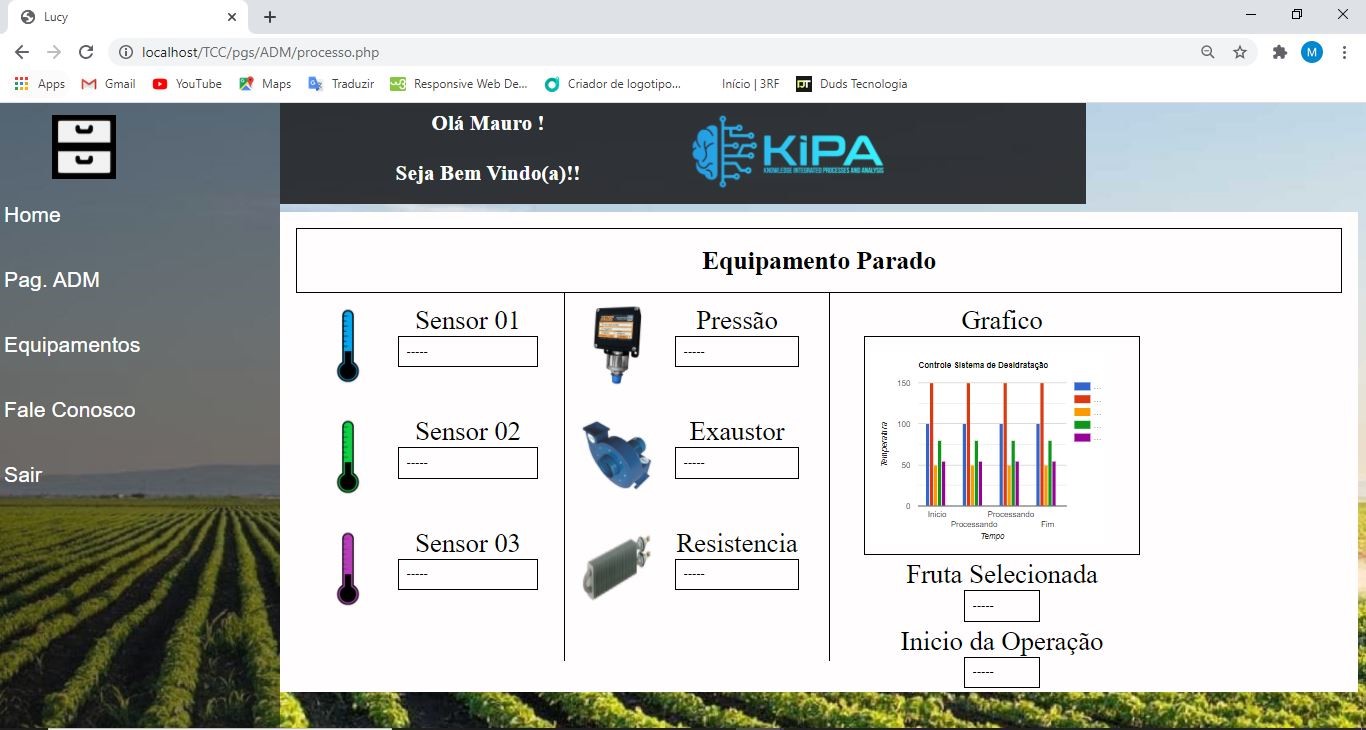 Lucy
localhost/TCC/pgs/ADM/processo.php
M
Apps
Gmail
YouTube
Maps
Traduzir
Responsive Web De...
Criador de logotipo...
Início | 3RF
Duds Tecnologia
Home
Pag. ADM
Equipamentos
Fale Conosco
Sair
Olá Mauro !
Seja Bem Vindo(a)!!
KiPA
KNOWLEDGE INTEGRATED PROCESSES AND ANALYSIS
Equipamento Parado
Sensor 01
-----
Sensor 02
-----
Sensor 03
-----
Pressão
-----
Exaustor
-----
Resistencia
-----
Grafico
Controle Sistema de Desidratação
150
100
50
0
Temperatura
Inicio
Processando
Processando
Fim
Tempo
...
...
...
...
...
Fruta Selecionada
-----
Inicio da Operação
-----